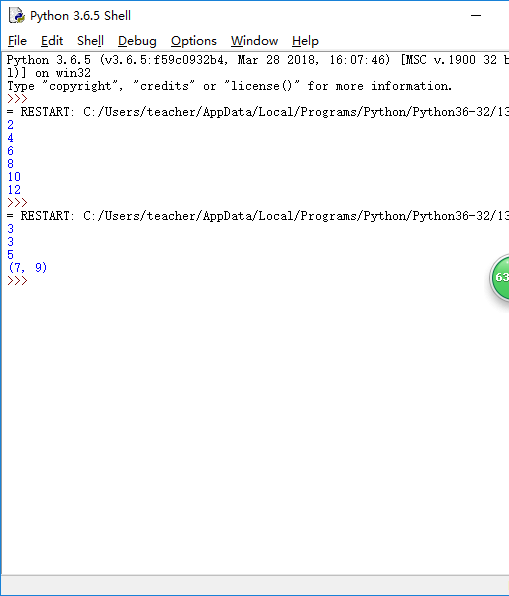 Python 3.6.5 Shell
File Edit Shell Debug Options Window Help
Python 3.6.5 (v3.6.5:f59c0932b4, Mar 28 2018, 16:07:46) [MSC v.1900 32 b
l)] on win32
Type "copyright", "credits" or "license()" for more information.
>>>
= RESTART: C:/Users/teacher/AppData/Local/Programs/Python/Python36-32/13
2
4
6
8
10
12
>>>
= RESTART: C:/Users/teacher/AppData/Local/Programs/Python/Python36-32/13
3
3
5
(7, 9)
>>>
63